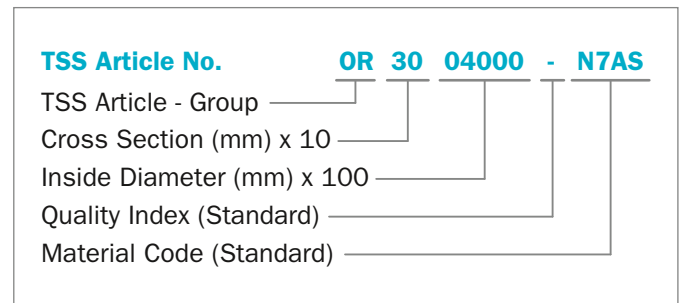 TSS Article No. OR 30 04000 - N7AS
TSS Article - Group
Cross Section (mm) x 10
Inside Diameter (mm) x 100
Quality Index (Standard)
Material Code (Standard)